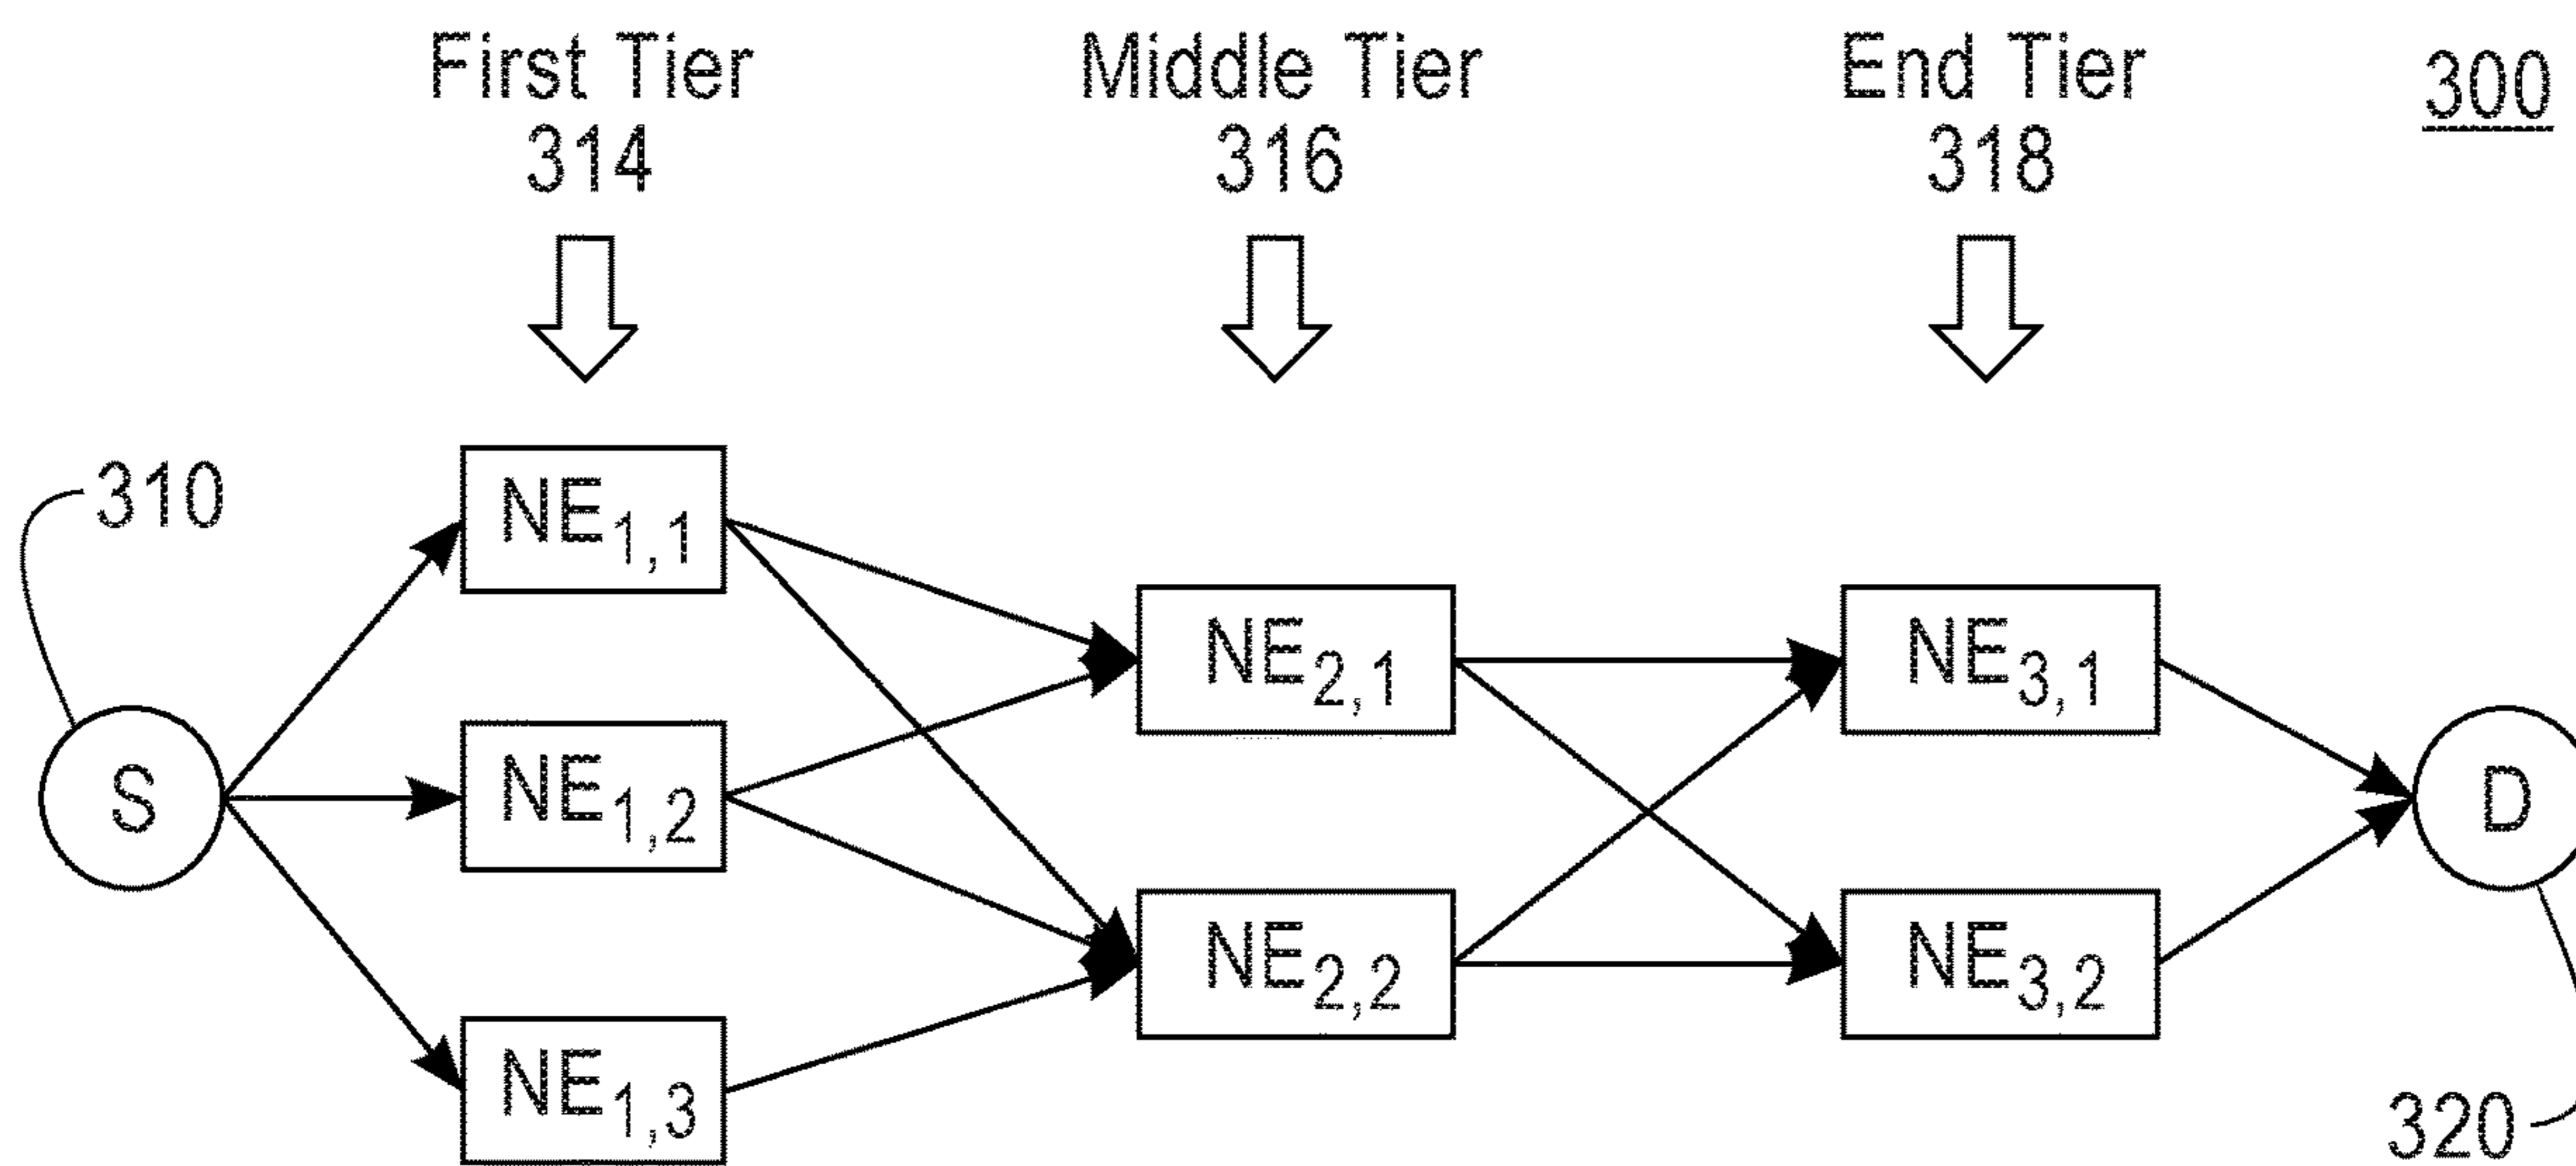 First Tier
314
Middle Tier
316
End Tier
318
300
310
NE1,1
NE2,1
NE3,1
S
NE1,2
D
NE2,2
NE3,2
NE1,3
320